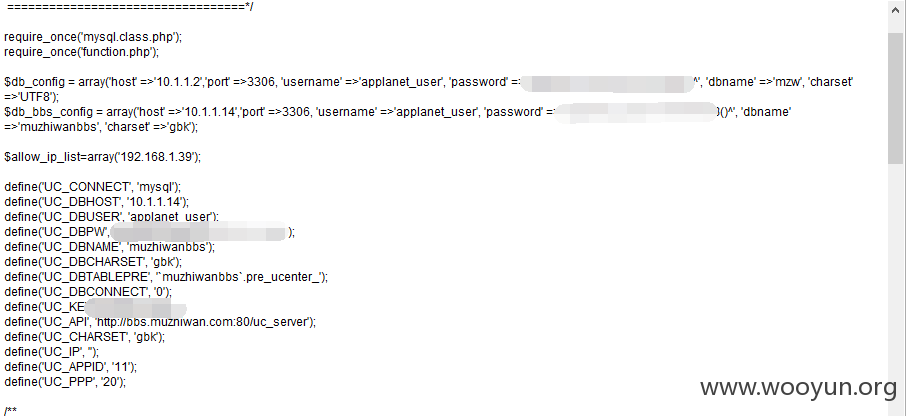 ==================================*/
require_once('mysql.class.php');
require_once('function.php');
$db_config = array('host' =>'10.1.1.2','port' =>3306, 'username' =>'applanet_user', 'password' => ^', 'dbname' =>'mzw', 'charset'
=>'UTF8');
$db_bbs_config = array('host' =>'10.1.1.14','port' =>3306, 'username' =>'applanet_user', 'password' = )()^', 'dbname'
=>'muzhiwanbbs', 'charset' =>'gbk');
$allow_ip_list=array('192.168.1.39');
define('UC_CONNECT', 'mysql');
define('UC_DBHOST', '10.1.1.14');
define('UC_DBUSER', 'applanet_user');
define('UC_DBPW', );
define('UC_DBNAME', 'muzhiwanbbs');
define('UC_DBCHARSET', 'gbk');
define('UC_DBTABLEPRE', '`muzhiwanbbs`.pre_ucenter_');
define('UC_DBCONNECT', '0');
define('UC_KE
define('UC_API', 'http://bbs.muzhiwan.com:80/uc_server');
define('UC_CHARSET', 'gbk');
define('UC_IP', '');
define('UC_APPID', '11');
define('UC_PPP', '20');
/**
www.wooyun.org